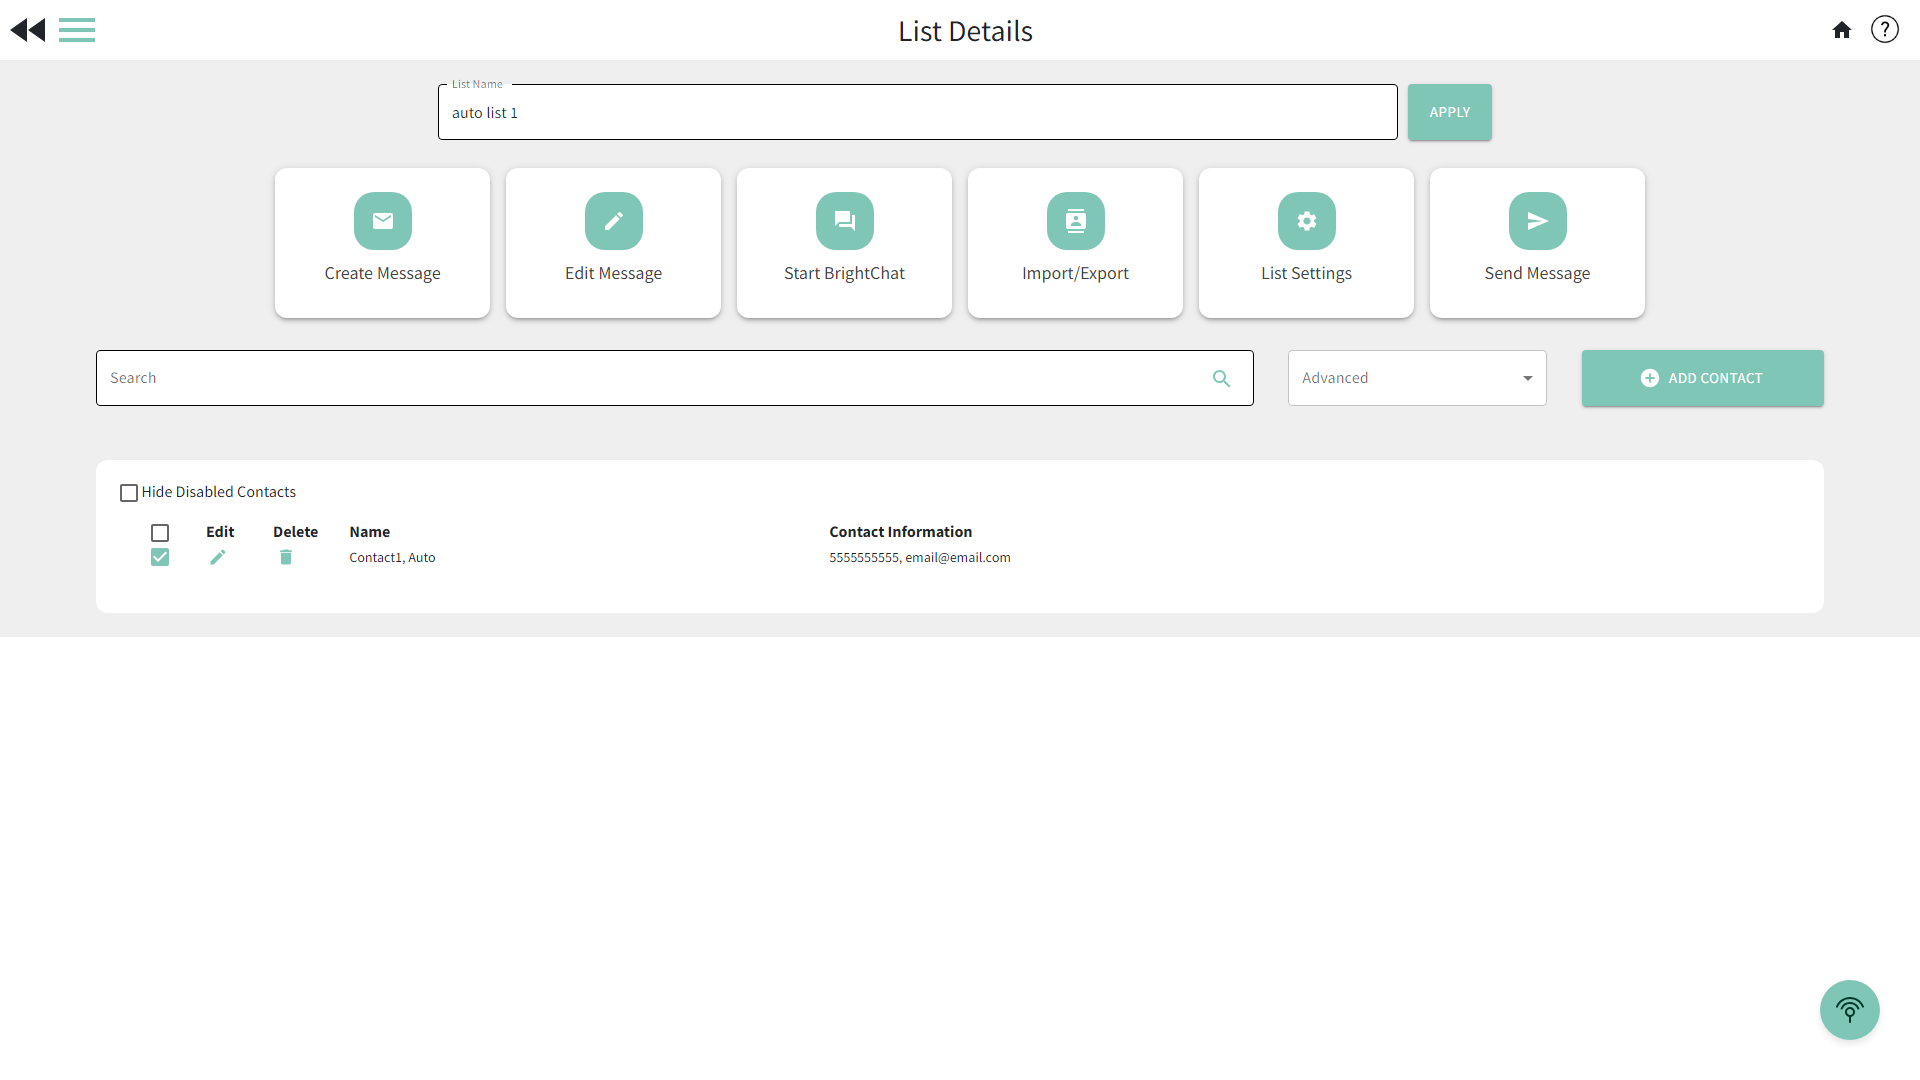 List Details
?
List Name
auto list 1
APPLY
Create Message
Edit Message
Start BrightChat
Import/Export
List Settings
Send Message
Search
Advanced
ADD CONTACT
Hide Disabled Contacts
Edit Delete Name Contact Information
Contact1, Auto 5555555555, email@email.com